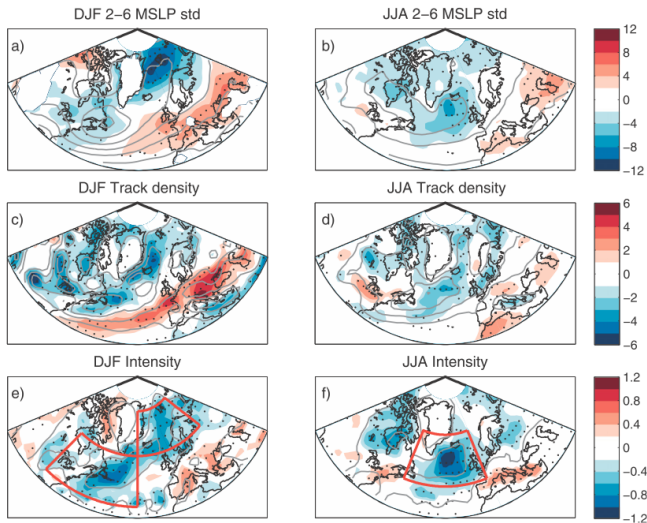 DJF 2–6 MSLP std
JJA 2–6 MSLP std
a)
b)
12
8
4
0
−4
−8
−12
DJF Track density
JJA Track density
c)
d)
6
4
2
0
−2
−4
−6
DJF Intensity
JJA Intensity
e)
f)
1.2
0.8
0.4
0
−0.4
−0.8
−1.2